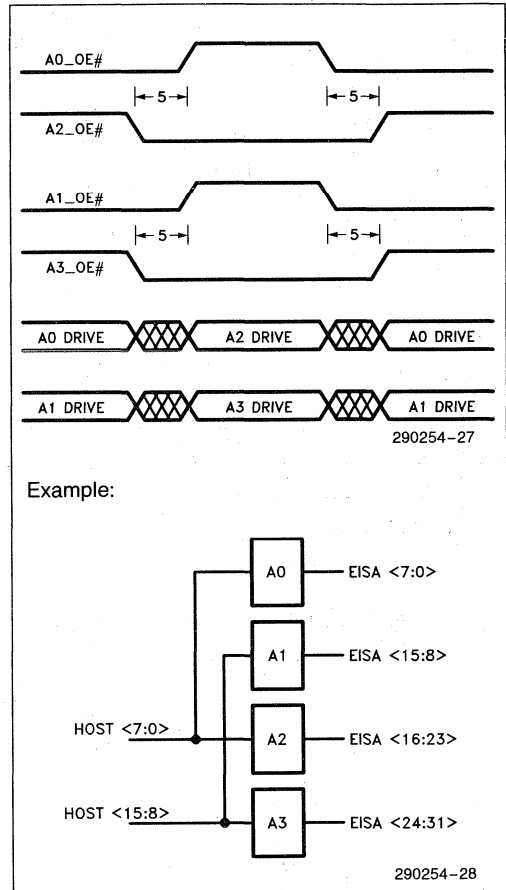 A0_OE#
5 5
A2_OE#
A1_OE#
5 5
A3_OE#
A0 DRIVE A2 DRIVE A0 DRIVE
A1 DRIVE A3 DRIVE A1 DRIVE
290254–27
Example:
A0 EISA <7:0>
A1 EISA <15:8>
HOST <7:0>
A2 EISA <16:23>
HOST <15:8>
A3 EISA <24:31>
290254–28